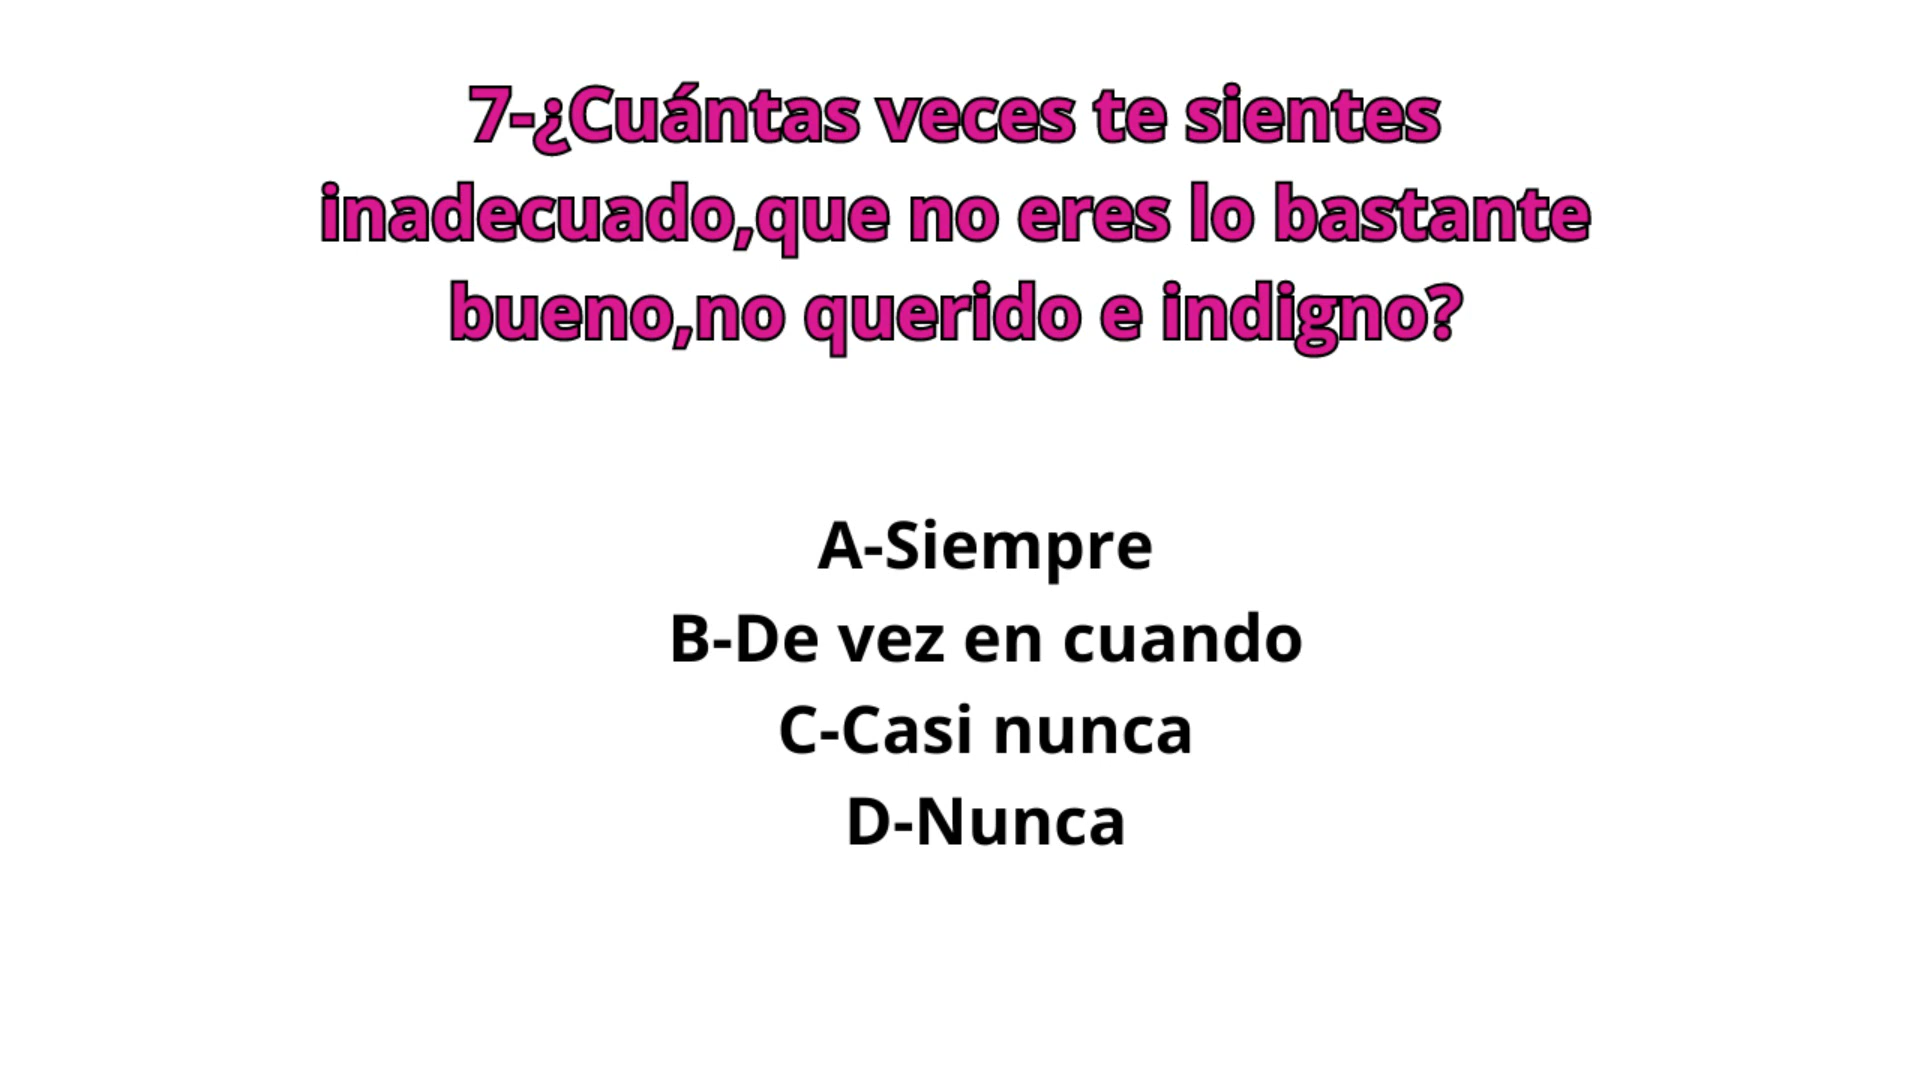 7-¿Cuántas veces te sientes
inadecuado,que no eres lo bastante
bueno,no querido e indigno?
A-Siempre
B-De vez en cuando
C-Casi nunca
D-Nunca